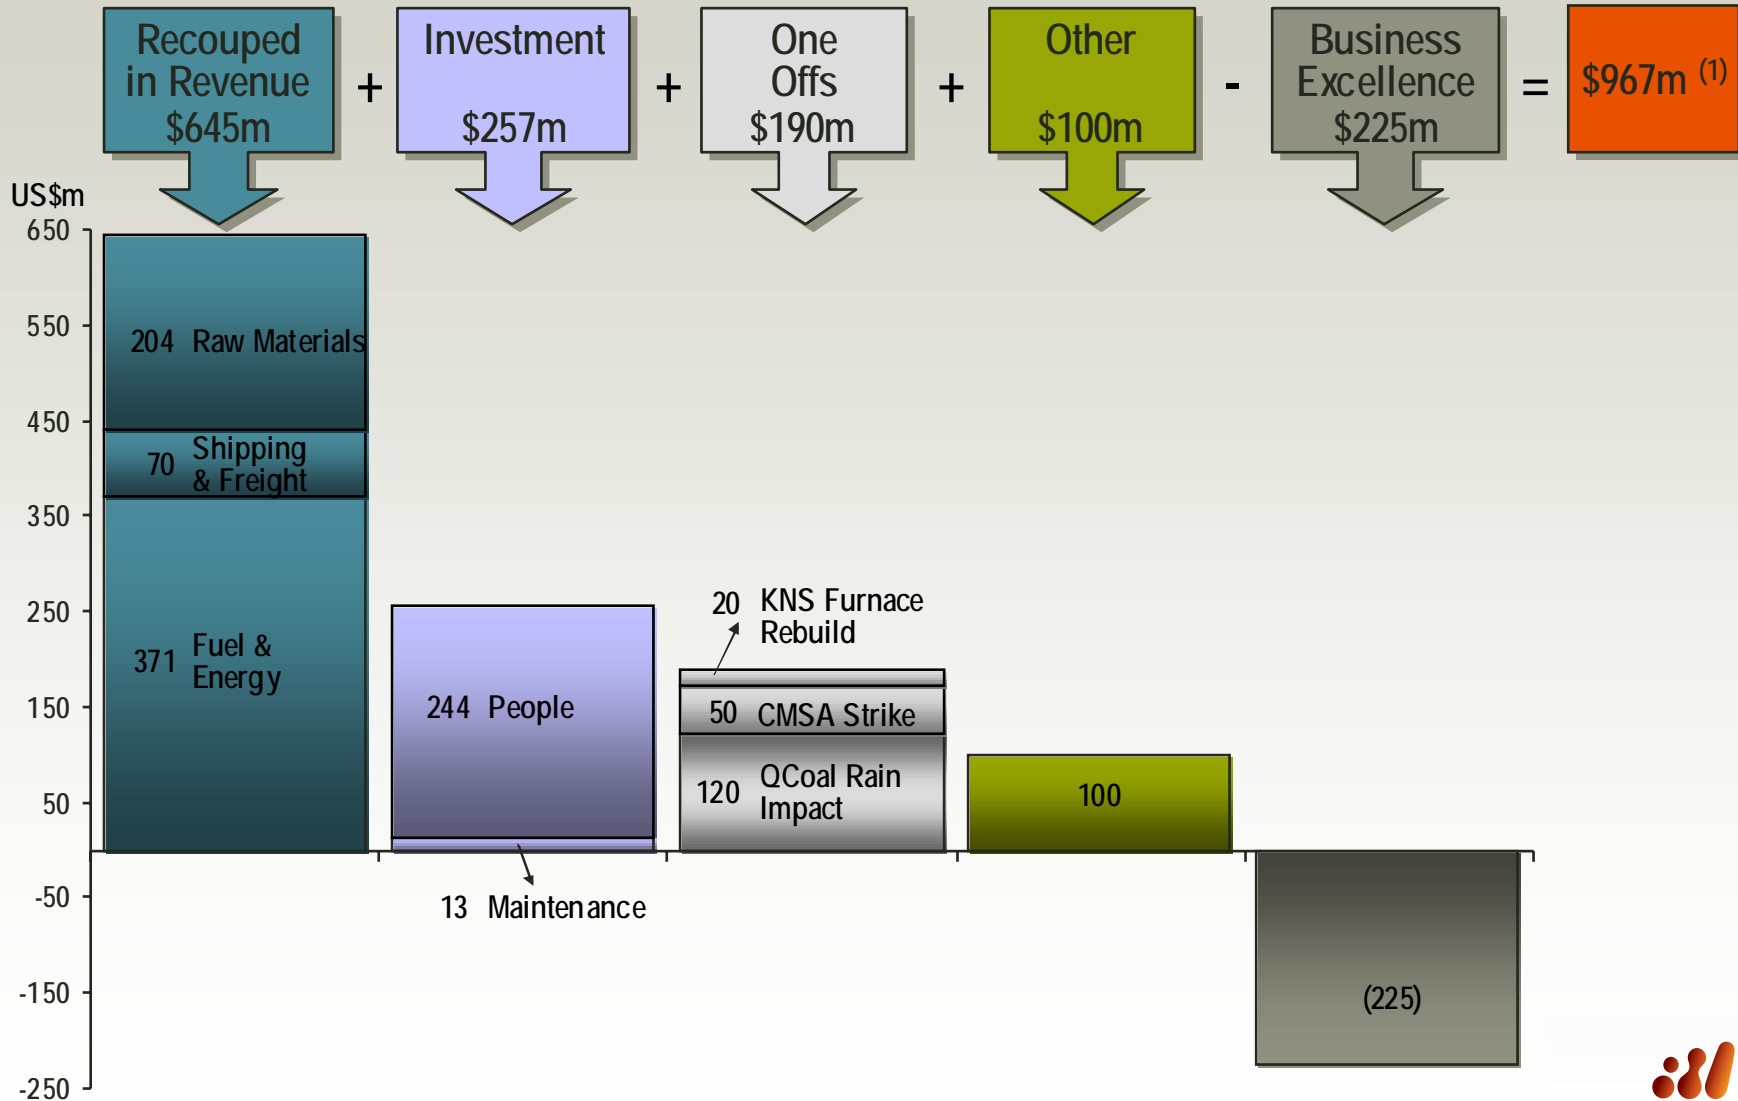 Recouped
in Revenue
$645m
+
Investment
$257m
+
One
Offs
$190m
+
Other
$100m
-
Business
Excellence
$225m
=
$967m (1)
US$m
650
550
450
350
250
150
50
-50
-150
-250
204 Raw Materials
70 Shipping
& Freight
371 Fuel &
Energy
244 People
13 Maintenance
20 KNS Furnace
Rebuild
50 CMSA Strike
120 QCoal Rain
Impact
100
(225)